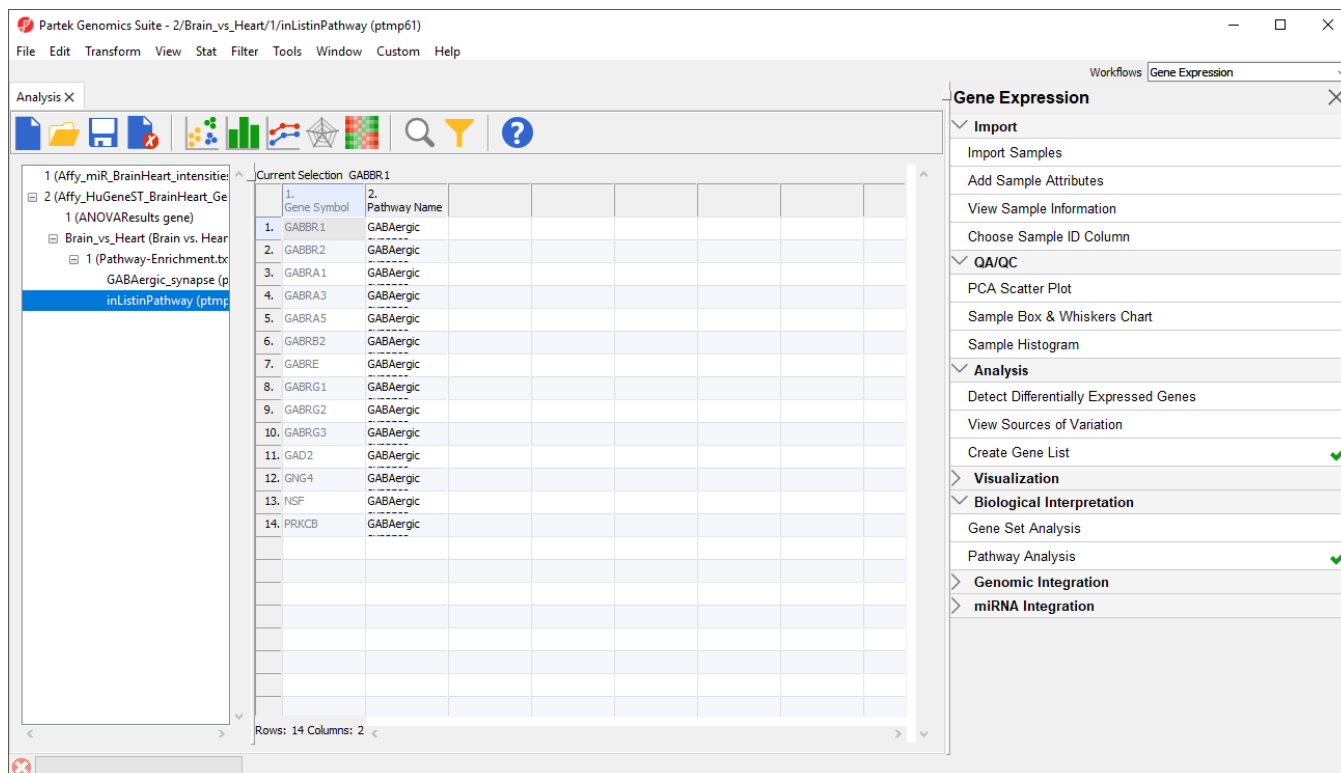 Partek Genomics Suite - 2/Brain_vs_Heart/1/inListinPathway (ptmp61)
File Edit Transform View Stat Filter Tools Window Custom Help
Workflows Gene Expression
Analysis
1 (Affy_miR_BrainHeart_intensities
2 (Affy_HuGeneST_BrainHeart_Ge
1 (ANOVAResults gene)
Brain_vs_Heart (Brain vs. Hear
1 (Pathway-Enrichment.tx
GABAergic_synapse (p
inListinPathway (ptmp
Current Selection GABBR1
1. Gene Symbol 2. Pathway Name
1. GABBR1 GABAergic
2. GABBR2 GABAergic
3. GABRA1 GABAergic
4. GABRA3 GABAergic
5. GABRA5 GABAergic
6. GABRB2 GABAergic
7. GABRE GABAergic
8. GABRG1 GABAergic
9. GABRG2 GABAergic
10. GABRG3 GABAergic
11. GAD2 GABAergic
12. GNG4 GABAergic
13. NSF GABAergic
14. PRKCB GABAergic
Rows: 14 Columns: 2
Gene Expression
Import
Import Samples
Add Sample Attributes
View Sample Information
Choose Sample ID Column
QA/QC
PCA Scatter Plot
Sample Box & Whiskers Chart
Sample Histogram
Analysis
Detect Differentially Expressed Genes
View Sources of Variation
Create Gene List
Visualization
Biological Interpretation
Gene Set Analysis
Pathway Analysis
Genomic Integration
miRNA Integration